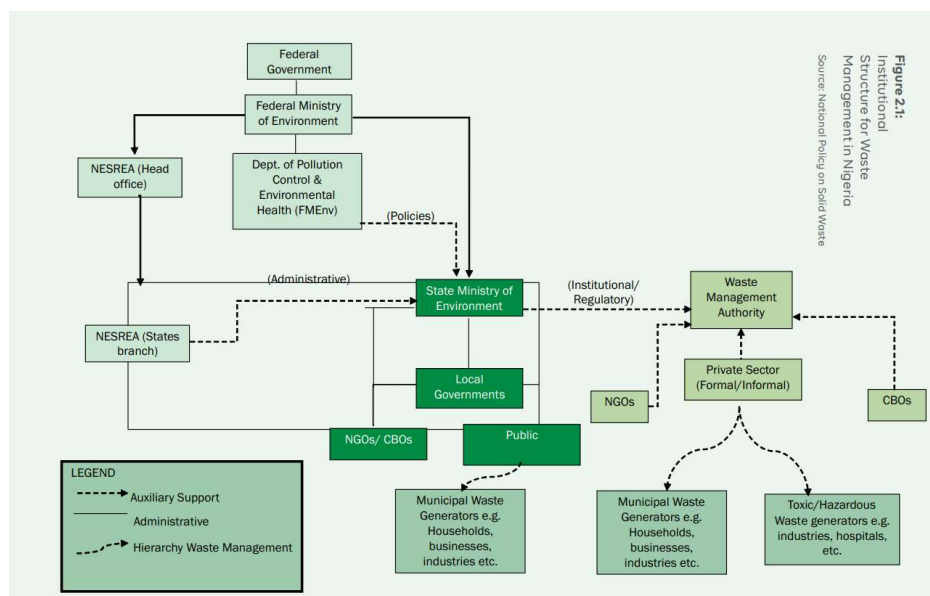 Figure 2.1:
Institutional
Structure for Waste
Management in Nigeria
Source: National Policy on Solid Waste
Federal
Government
Federal Ministry
of Environment
NESREA (Head
office)
Dept. of Pollution
Control &
Environmental
Health (FMEnv)
(Policies)
(Administrative)
State Ministry of
Environment
(Institutional/
Regulatory)
Waste
Management
Authority
NESREA (States
branch)
Local
Governments
Private Sector
(Formal/Informal)
NGOs
CBOs
NGOs/ CBOs
Public
LEGEND
Auxiliary Support
Administrative
Hierarchy Waste Management
Municipal Waste
Generators e.g.
Households,
businesses,
industries etc.
Municipal Waste
Generators e.g.
Households,
businesses,
industries etc.
Toxic/Hazardous
Waste generators e.g.
industries, hospitals,
etc.